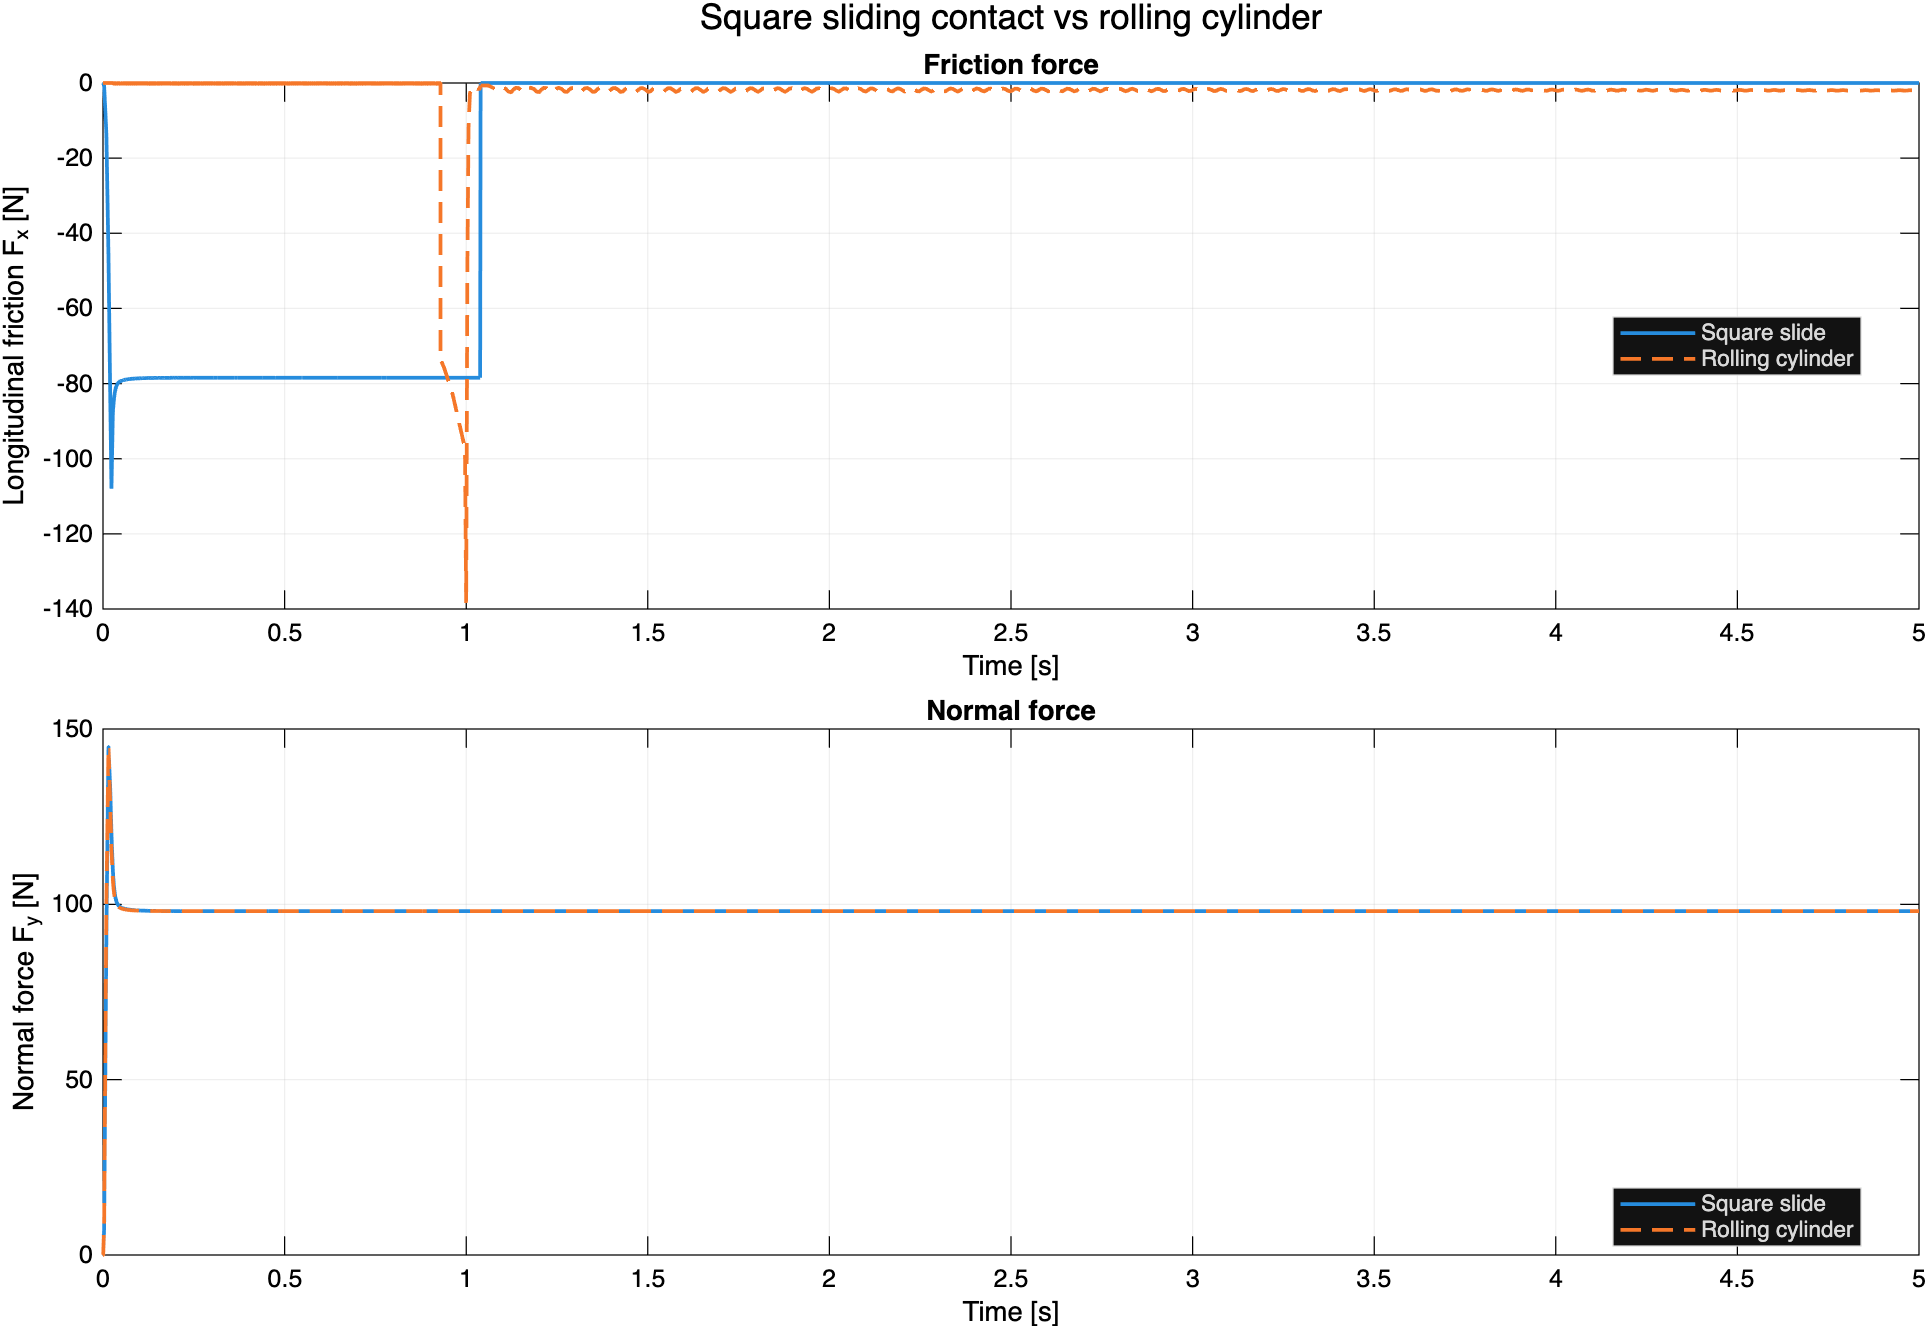 Square sliding contact vs rolling cylinder
Friction force
Longitudinal friction Fx [N]
0
-20
-40
-60
-80
-100
-120
-140
0 0.5 1 1.5 2 2.5 3 3.5 4 4.5 5
Time [s]
Square slide
Rolling cylinder
Normal force
Normal force Fy [N]
150
100
50
0
0 0.5 1 1.5 2 2.5 3 3.5 4 4.5 5
Time [s]
Square slide
Rolling cylinder